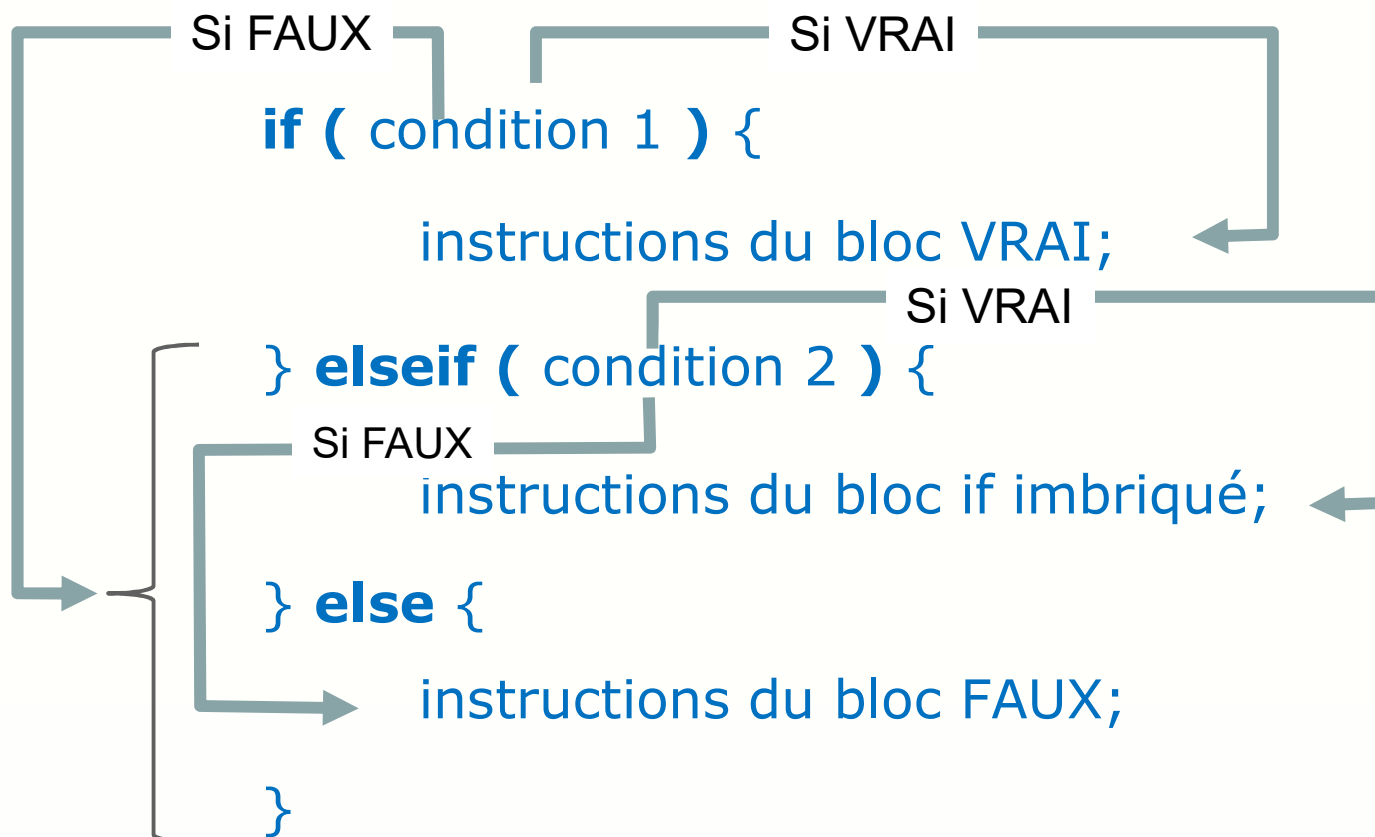 Si FAUX
Si VRAI
if ( condition 1 ) {
instructions du bloc VRAI;
Si VRAI
} elseif ( condition 2 ) {
Si FAUX
instructions du bloc if imbriqué;
} else {
instructions du bloc FAUX;
}